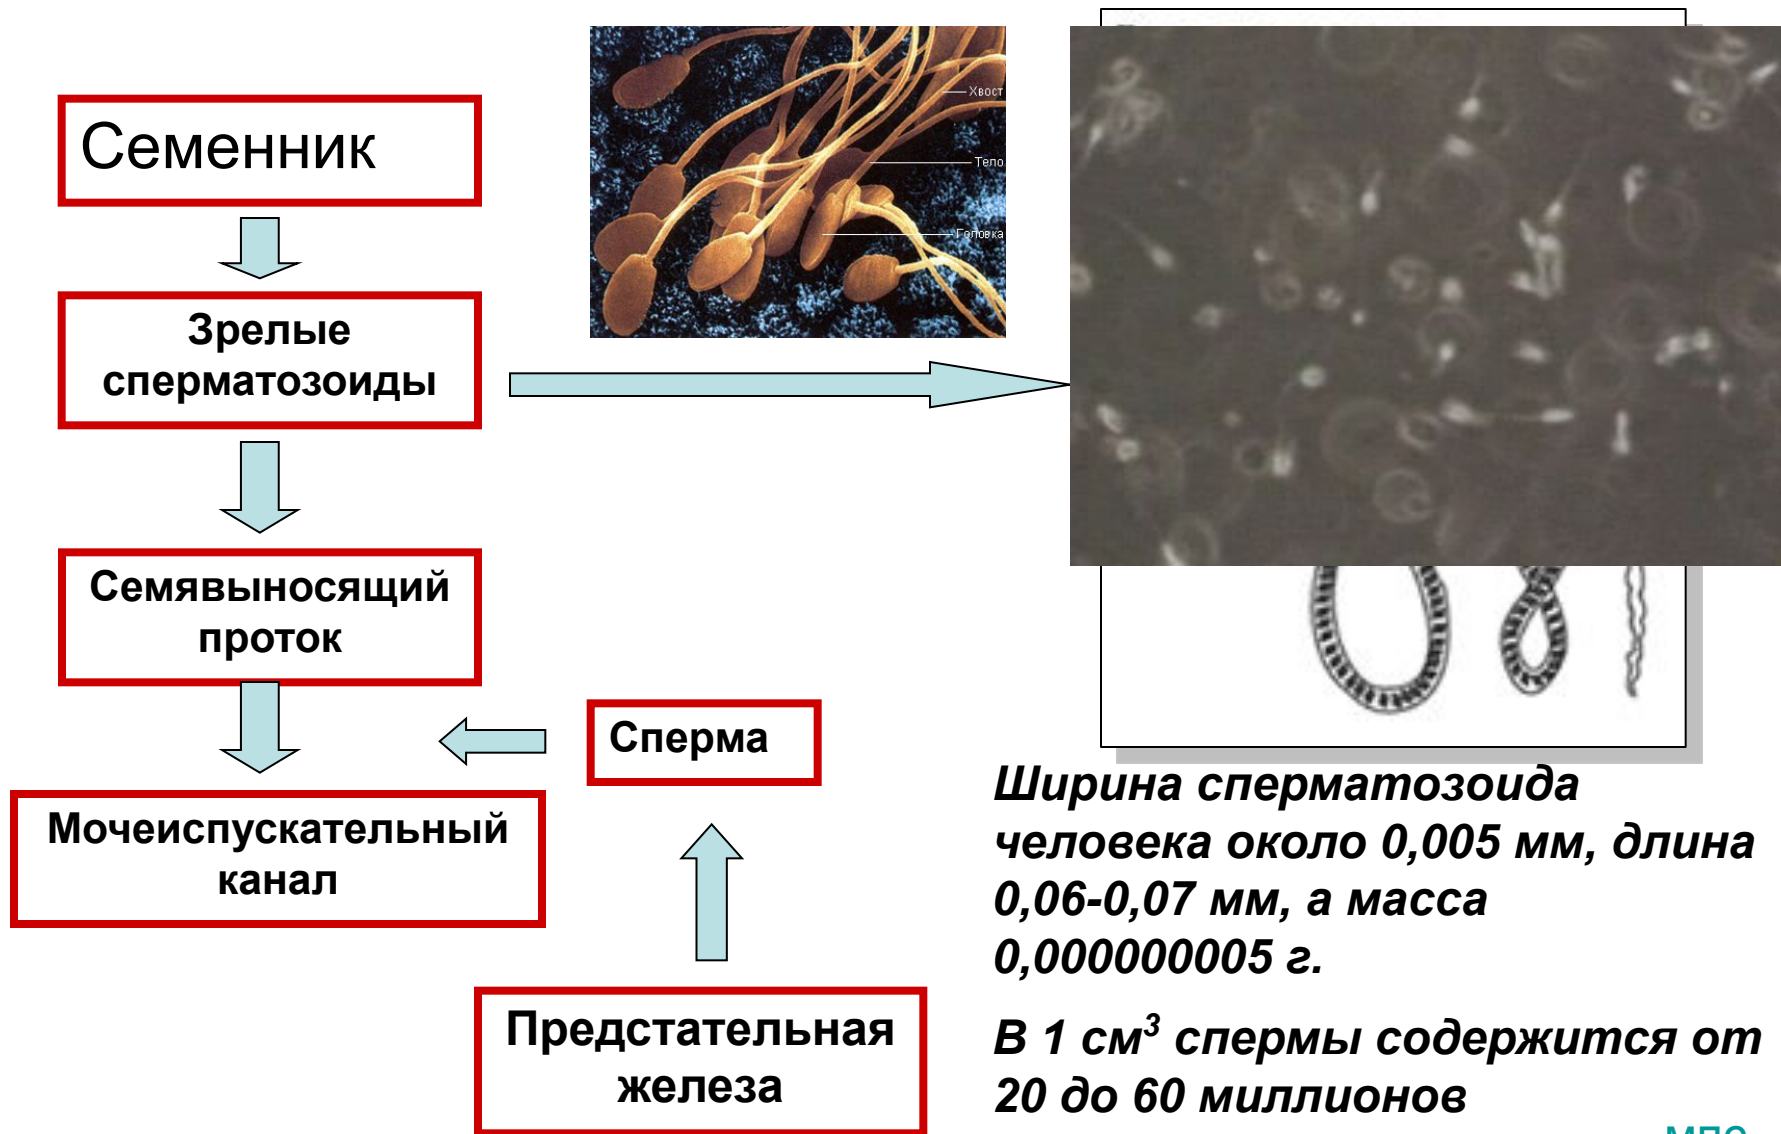 Семенник
Зрелые
сперматозоиды
Семявыносящий
проток
Мочеиспускательный
канал
Сперма
Предстательная
железа
Хвост
Тело
Головка
Ширина сперматозоида
человека около 0,005 мм, длина
0,06-0,07 мм, а масса
0,000000005 г.
В 1 см³ спермы содержится от
20 до 60 миллионов